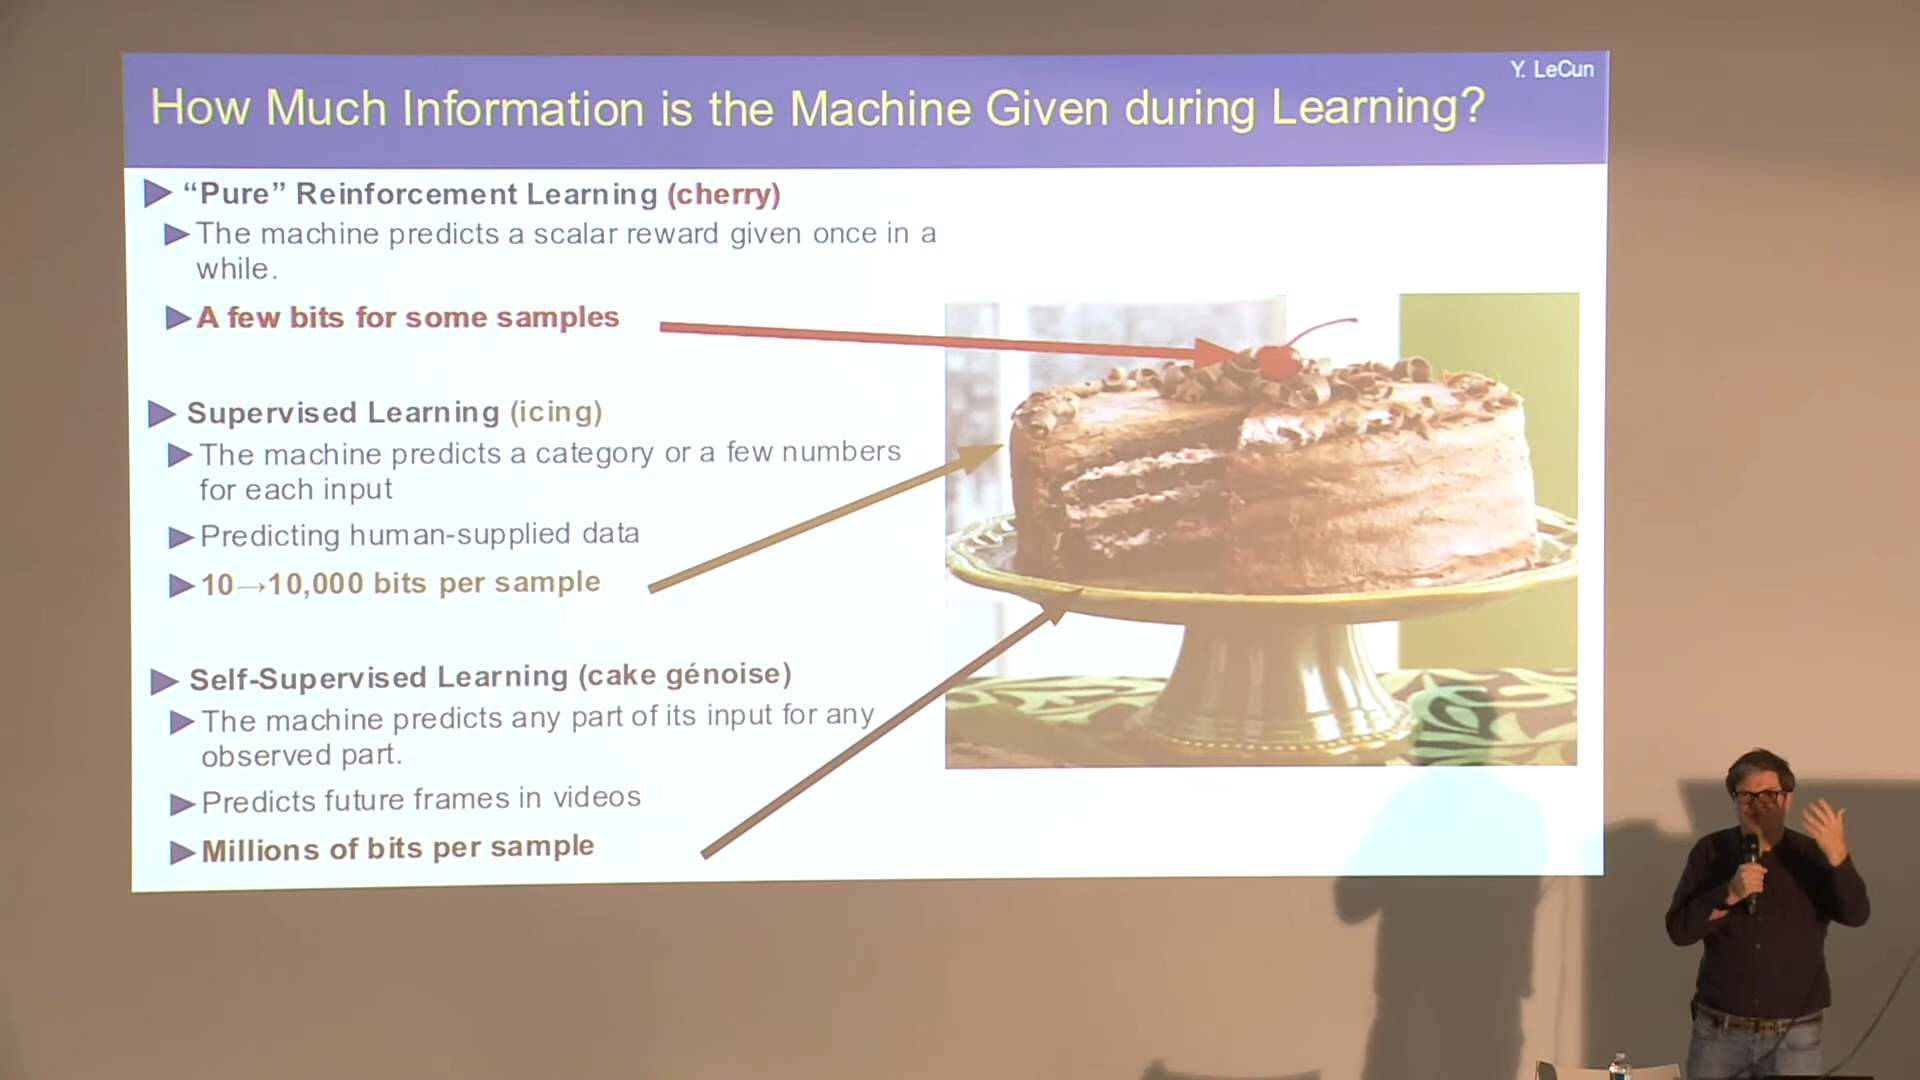 Y. LeCun
How Much Information is the Machine Given during Learning?
“Pure” Reinforcement Learning (cherry)
The machine predicts a scalar reward given once in a
while.
A few bits for some samples
Supervised Learning (icing)
The machine predicts a category or a few numbers
for each input
Predicting human-supplied data
10→10,000 bits per sample
Self-Supervised Learning (cake génoise)
The machine predicts any part of its input for any
observed part.
Predicts future frames in videos
Millions of bits per sample